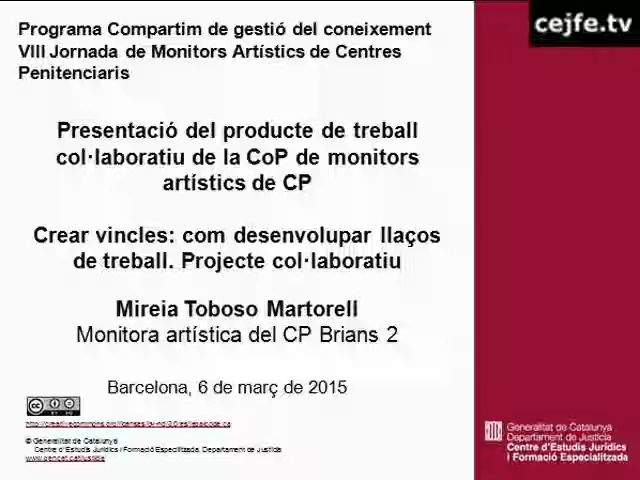 Programa Compartim de gestió del coneixement
VIII Jornada de Monitors Artístics de Centres
Penitenciaris
cejfe.tv
Presentació del producte de treball
col·laboratiu de la CoP de monitors
artístics de CP
Crear vincles: com desenvolupar llaços
de treball. Projecte col·laboratiu
Mireia Toboso Martorell
Monitora artística del CP Brians 2
Barcelona, 6 de març de 2015
© Generalitat de Catalunya
Centre d'Estudis Jurídics i Formació Especialitzada. Departament de Justícia
www.gencat.cat/justicia
Generalitat de Catalunya
Departament de Justícia
Centre d'Estudis Jurídics
i Formació Especialitzada